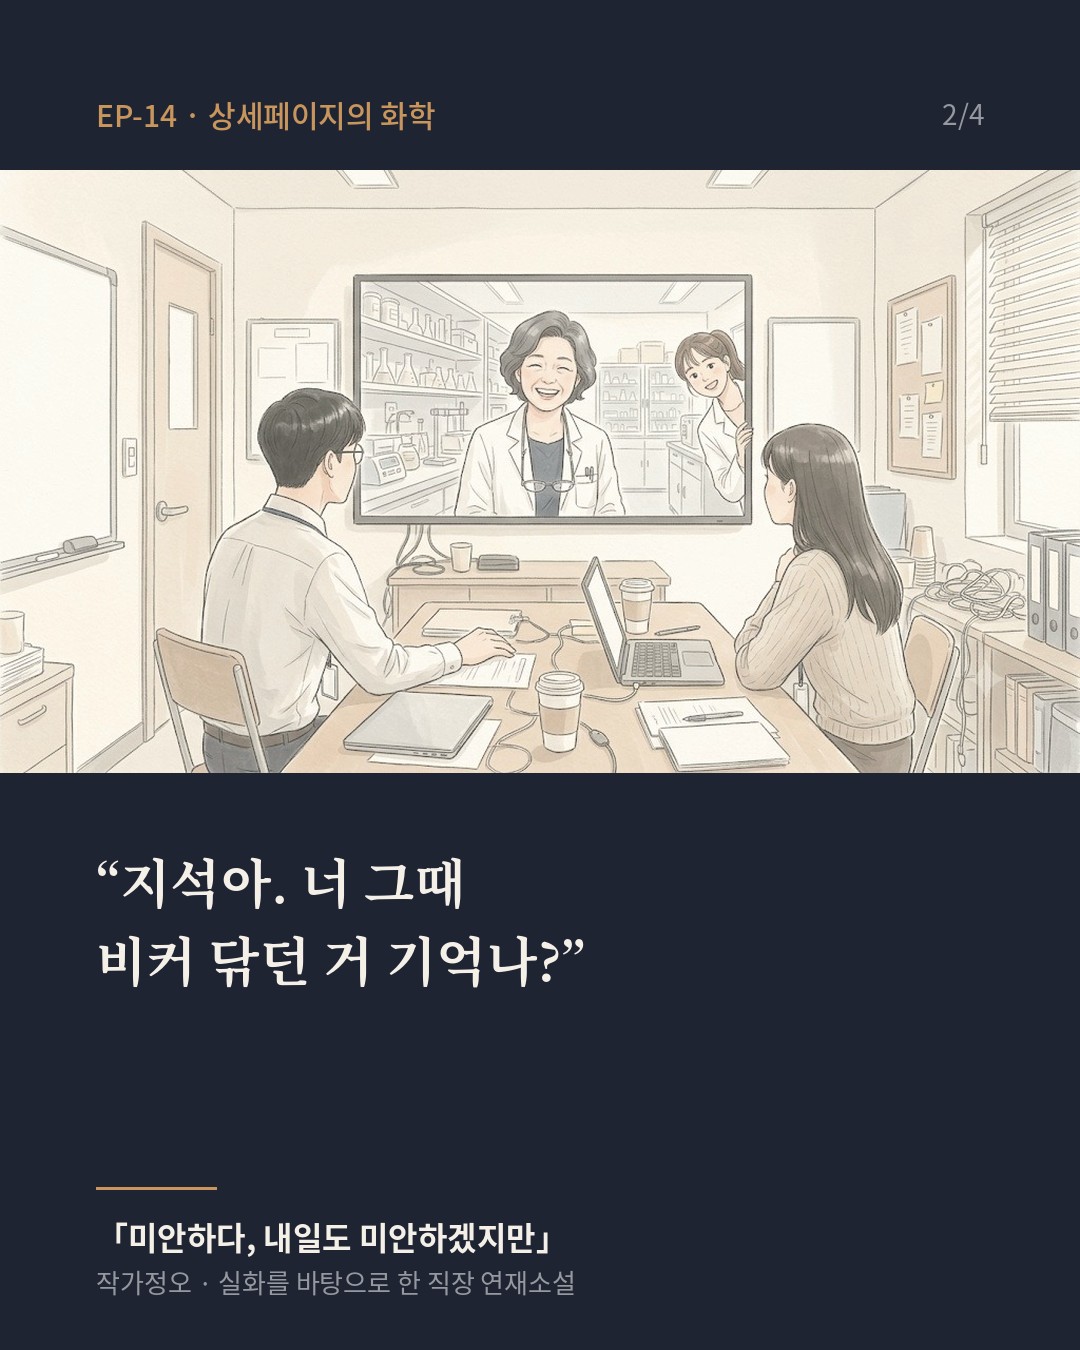 EP-14 · 상세페이지의 화학
2/4
“지석아. 너 그때
비커 닦던 거 기억나?”
「미안하다, 내일도 미안하겠지만」
작가정오 · 실화를 바탕으로 한 직장 연재소설